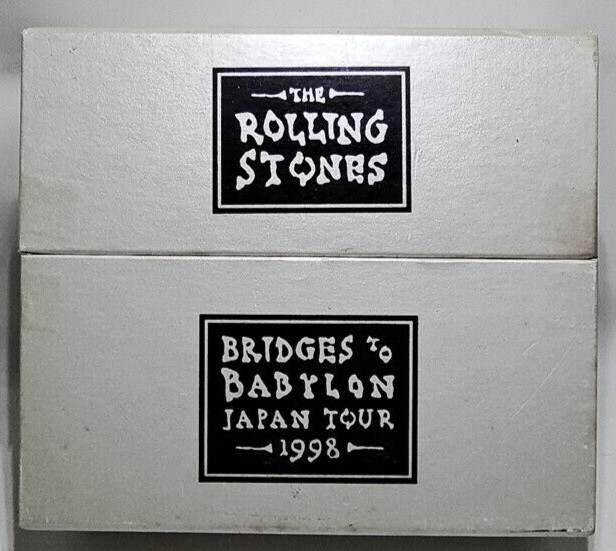 THE
ROLLING
STONES
BRIDGES TO
BABYLON
JAPAN TOUR
1998